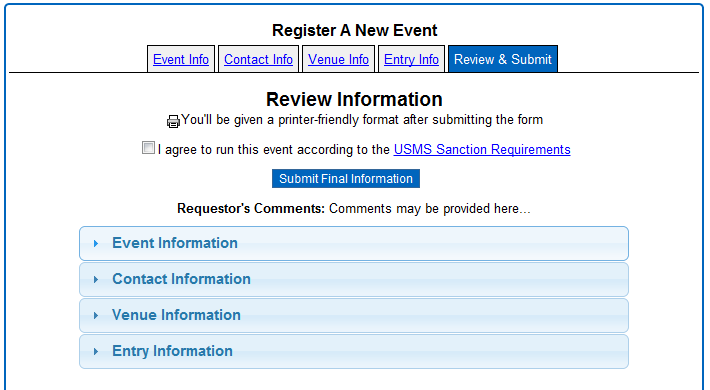 Register A New Event
Event Info Contact Info Venue Info Entry Info Review & Submit
Review Information
You'll be given a printer-friendly format after submitting the form
I agree to run this event according to the USMS Sanction Requirements
Submit Final Information
Requestor's Comments: Comments may be provided here...
Event Information
Contact Information
Venue Information
Entry Information